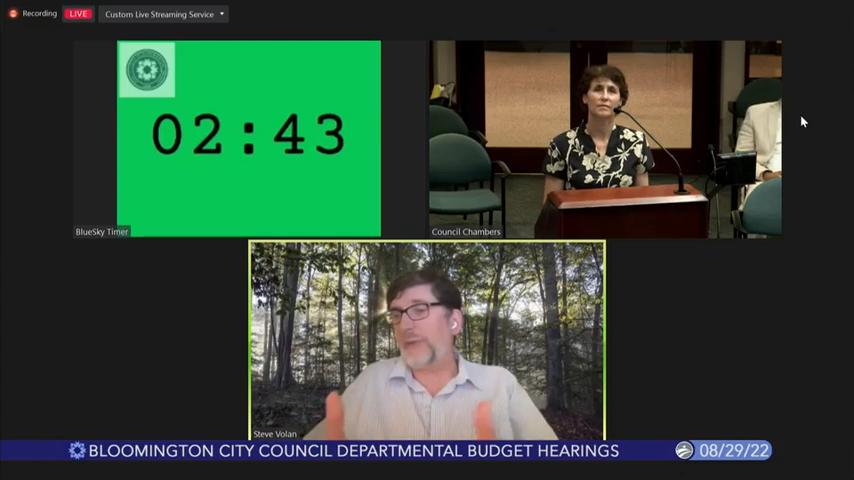 Recording
LIVE
Custom Live Streaming Service
02:43
BlueSky Timer
Council Chambers
Steve Volan
BLOOMINGTON CITY COUNCIL DEPARTMENTAL BUDGET HEARINGS
08/29/22